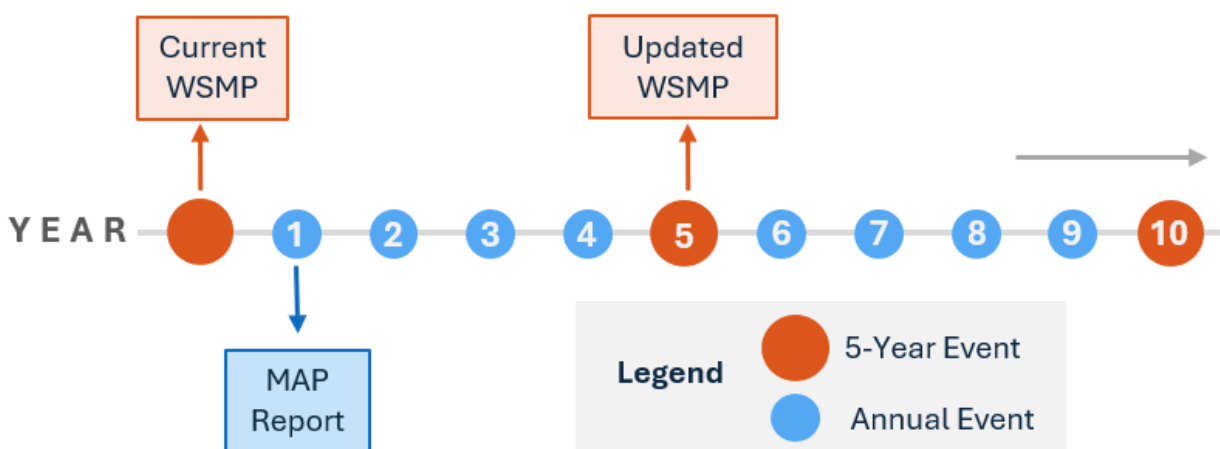 Current
WSMP
Updated
WSMP
YEAR 1 2 3 4 5 6 7 8 9 10
MAP
Report
Legend
5-Year Event
Annual Event